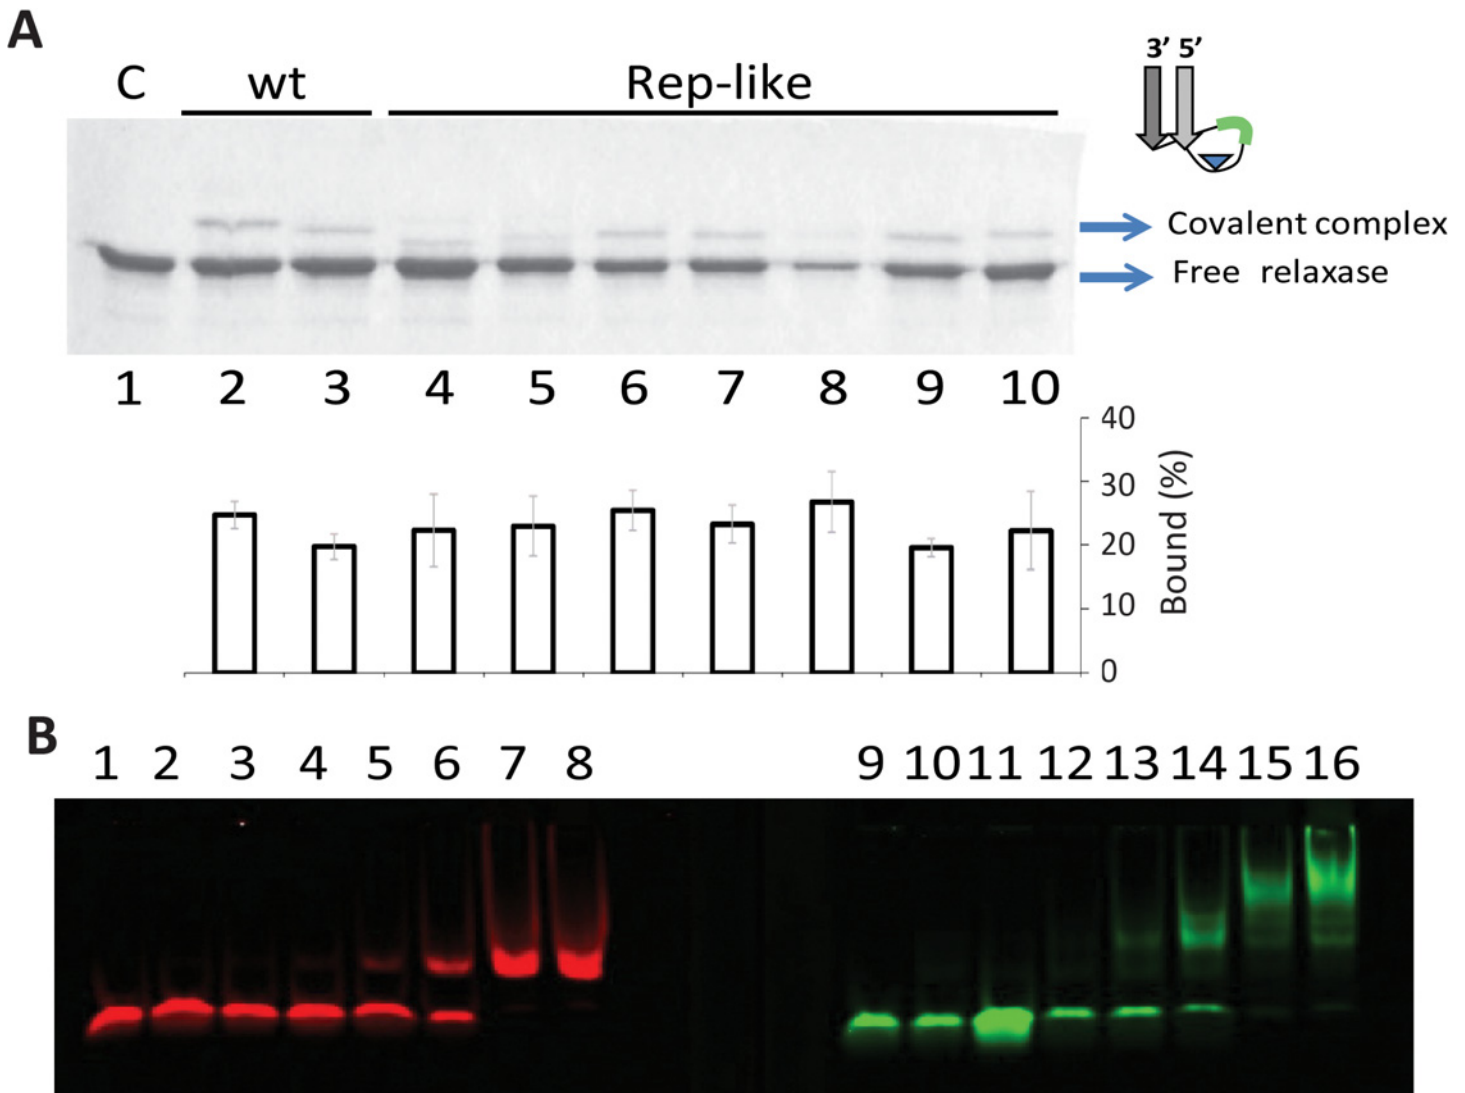 A
C wt Rep-like
3’ 5’
Covalent complex
Free relaxase
1 2 3 4 5 6 7 8 9 10
40
30
20
10
0
Bound (%)
B
1 2 3 4 5 6 7 8 9 10 11 12 13 14 15 16